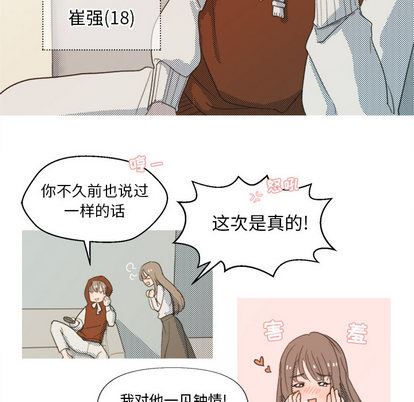 崔强(18)
哼一
你不久前也说过
一样的话
怒吼
这次是真的!
害羞
我对他一见钟情!